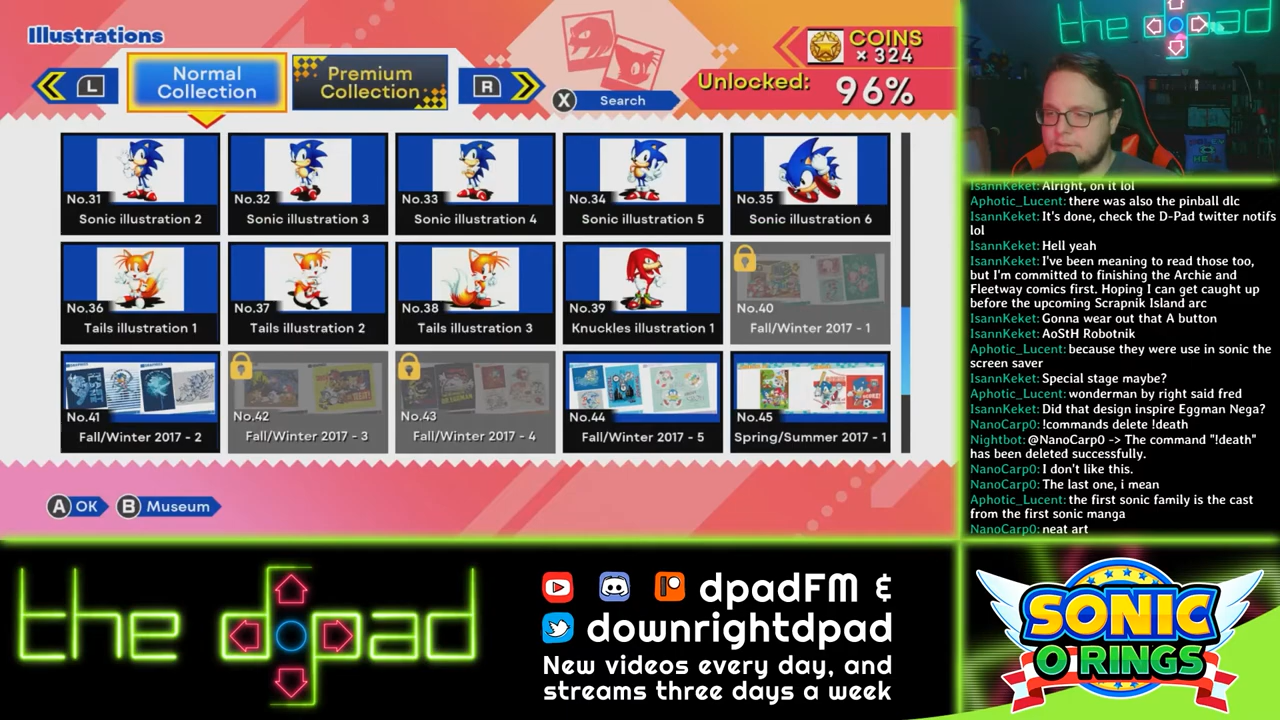 Illustrations
L
Normal
Collection
Premium
Collection
R
X Search
COINS
× 324
Unlocked: 96%
No.31
Sonic illustration 2
No.32
Sonic illustration 3
No.33
Sonic illustration 4
No.34
Sonic illustration 5
No.35
Sonic illustration 6
No.36
Tails illustration 1
No.37
Tails illustration 2
No.38
Tails illustration 3
No.39
Knuckles illustration 1
No.40
Fall/Winter 2017 - 1
No.41
Fall/Winter 2017 - 2
No.42
Fall/Winter 2017 - 3
No.43
Fall/Winter 2017 - 4
No.44
Fall/Winter 2017 - 5
No.45
Spring/Summer 2017 - 1
A OK B Museum
the dpad
IsannKeket: Alright, on it lol
Aphotic_Lucent: there was also the pinball dlc
IsannKeket: It's done, check the D-Pad twitter notifs
lol
IsannKeket: Hell yeah
IsannKeket: I've been meaning to read those too,
but I'm committed to finishing the Archie and
Fleetway comics first. Hoping I can get caught up
before the upcoming Scrapnik Island arc
IsannKeket: Gonna wear out that A button
IsannKeket: AoStH Robotnik
Aphotic_Lucent: because they were use in sonic the
screen saver
IsannKeket: Special stage maybe?
Aphotic_Lucent: wonderman by right said fred
IsannKeket: Did that design inspire Eggman Nega?
NanoCarp0: !commands delete !death
Nightbot: @NanoCarp0 -> The command "!death"
has been deleted successfully.
NanoCarp0: I don't like this.
NanoCarp0: The last one, i mean
Aphotic_Lucent: the first sonic family is the cast
from the first sonic manga
NanoCarp0: neat art
the dpad
dpadFM &
downrightdpad
New videos every day, and
streams three days a week
SONIC
O RINGS